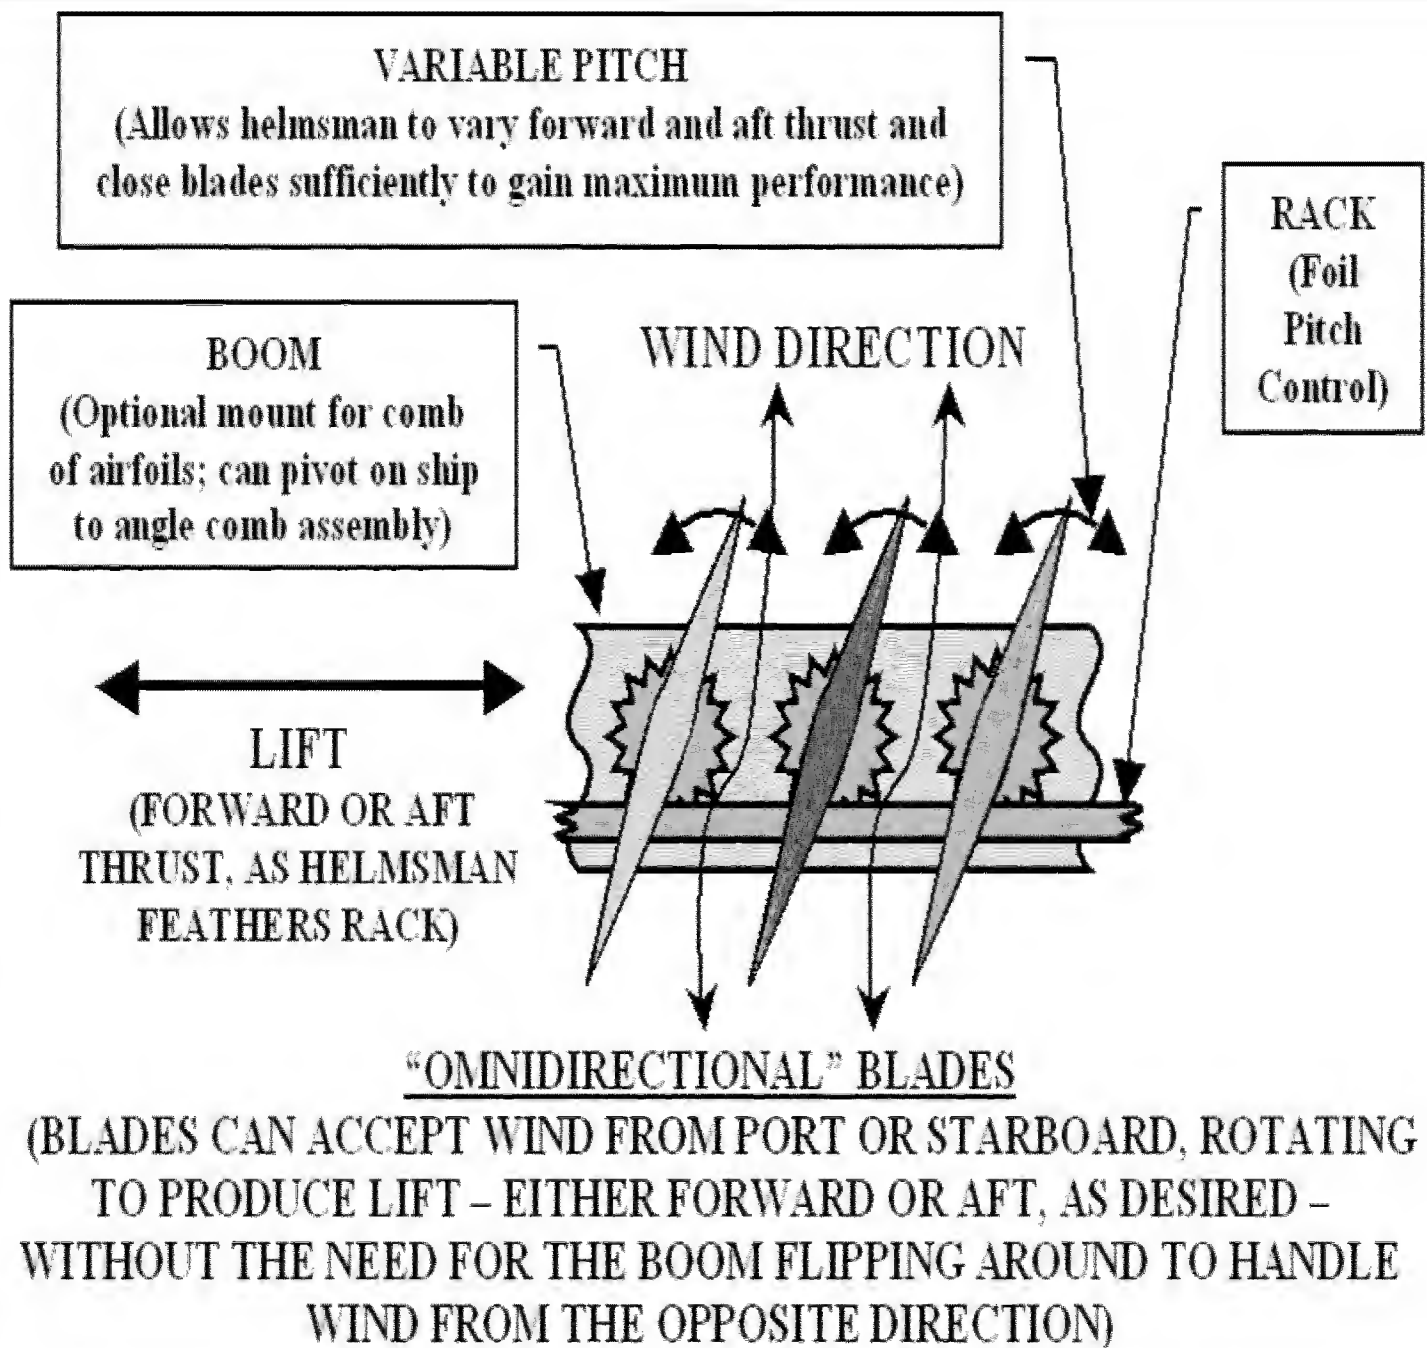 VARIABLE PITCH
(Allows helmsman to vary forward and aft thrust and
close blades sufficiently to gain maximum performance)
RACK
(Foil
Pitch
Control)
BOOM
(Optional mount for comb
of airfoils; can pivot on ship
to angle comb assembly)
WIND DIRECTION
LIFT
(FORWARD OR AFT
THRUST, AS HELMSMAN
FEATHERS RACK)
“OMNIDIRECTIONAL” BLADES
(BLADES CAN ACCEPT WIND FROM PORT OR STARBOARD, ROTATING
TO PRODUCE LIFT – EITHER FORWARD OR AFT, AS DESIRED –
WITHOUT THE NEED FOR THE BOOM FLIPPING AROUND TO HANDLE
WIND FROM THE OPPOSITE DIRECTION)